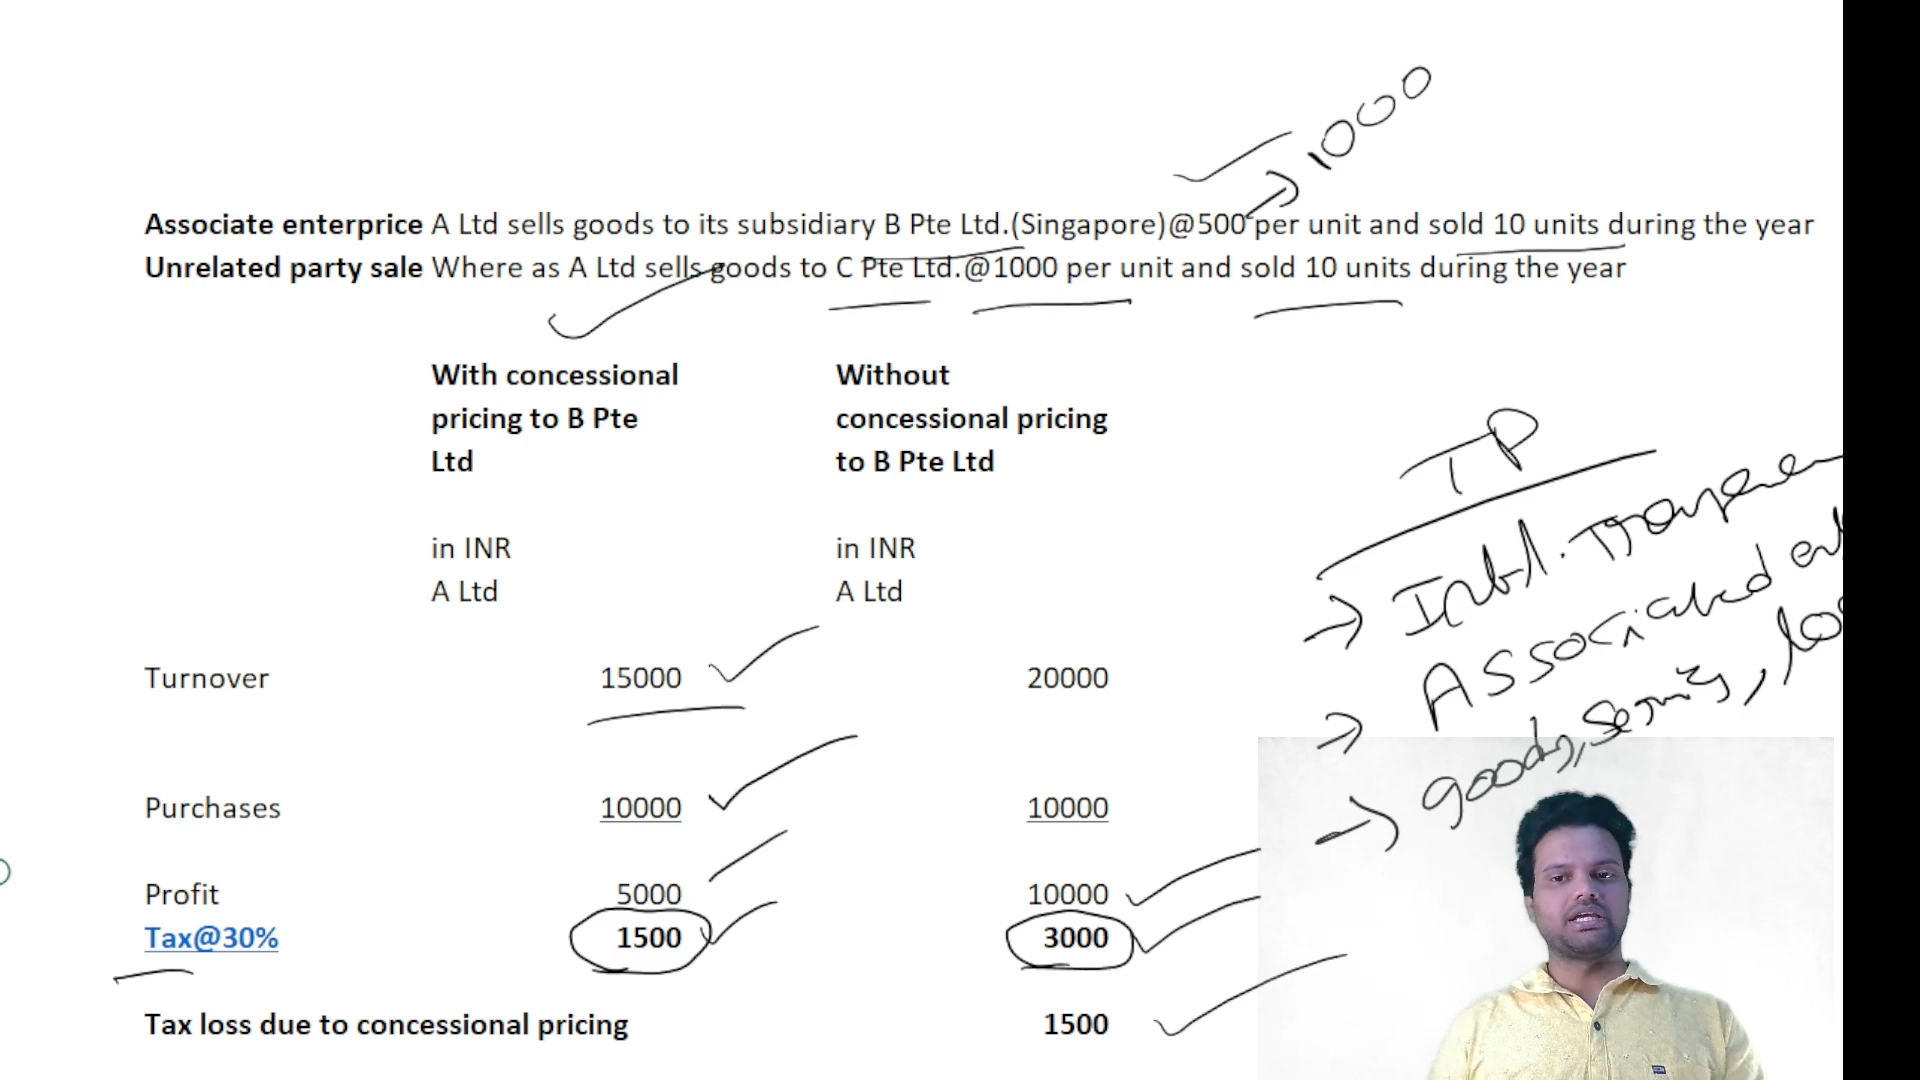 1000
Associate enterprice A Ltd sells goods to its subsidiary B Pte Ltd.(Singapore)@500 per unit and sold 10 units during the year
Unrelated party sale Where as A Ltd sells goods to C Pte Ltd.@1000 per unit and sold 10 units during the year
With concessional
pricing to B Pte
Ltd
Without
concessional pricing
to B Pte Ltd
in INR in INR
A Ltd A Ltd
Turnover 15000 20000
Purchases 10000 10000
Profit 5000 10000
Tax@30% 1500 3000
Tax loss due to concessional pricing 1500
TP
Associated
goods,